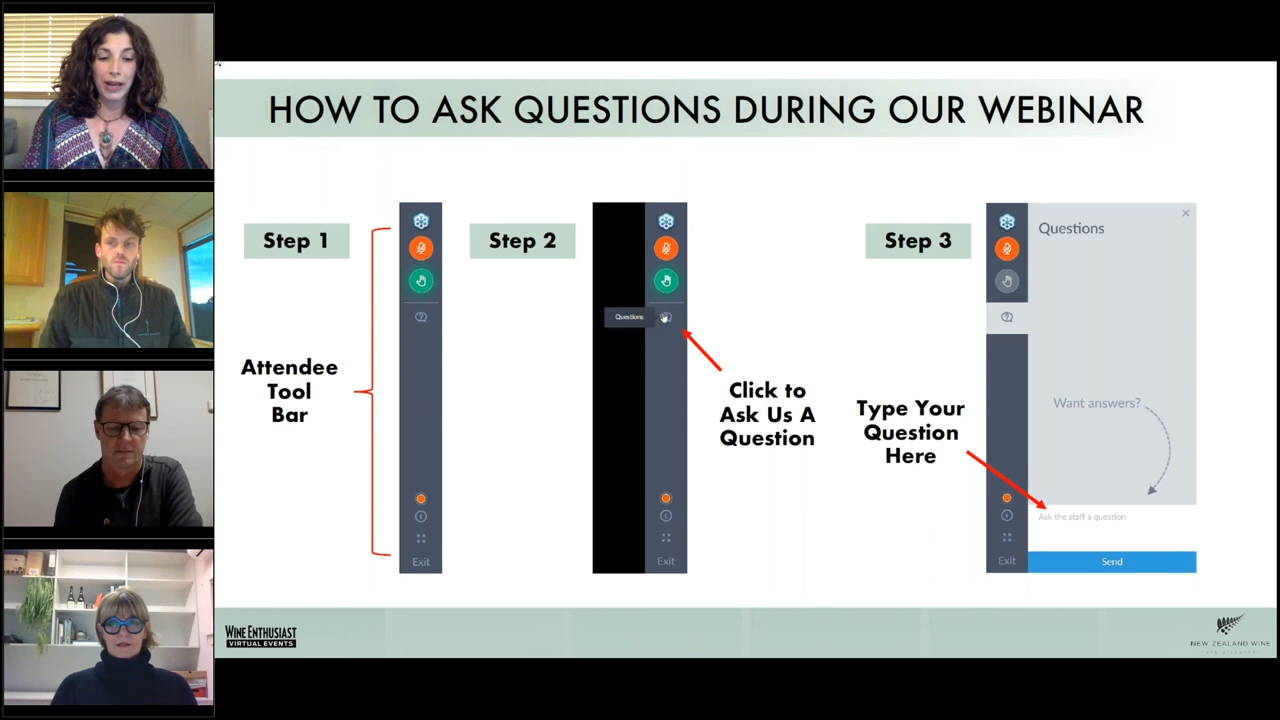 HOW TO ASK QUESTIONS DURING OUR WEBINAR
Step 1
Attendee
Tool
Bar
Exit
Step 2
Questions
Click to
Ask Us A
Question
Exit
Step 3
Type Your
Question
Here
Questions
Want answers?
Ask the staff a question
Exit
Send
WINE ENTHUSIAST
VIRTUAL EVENTS
NEW ZEALAND WINE